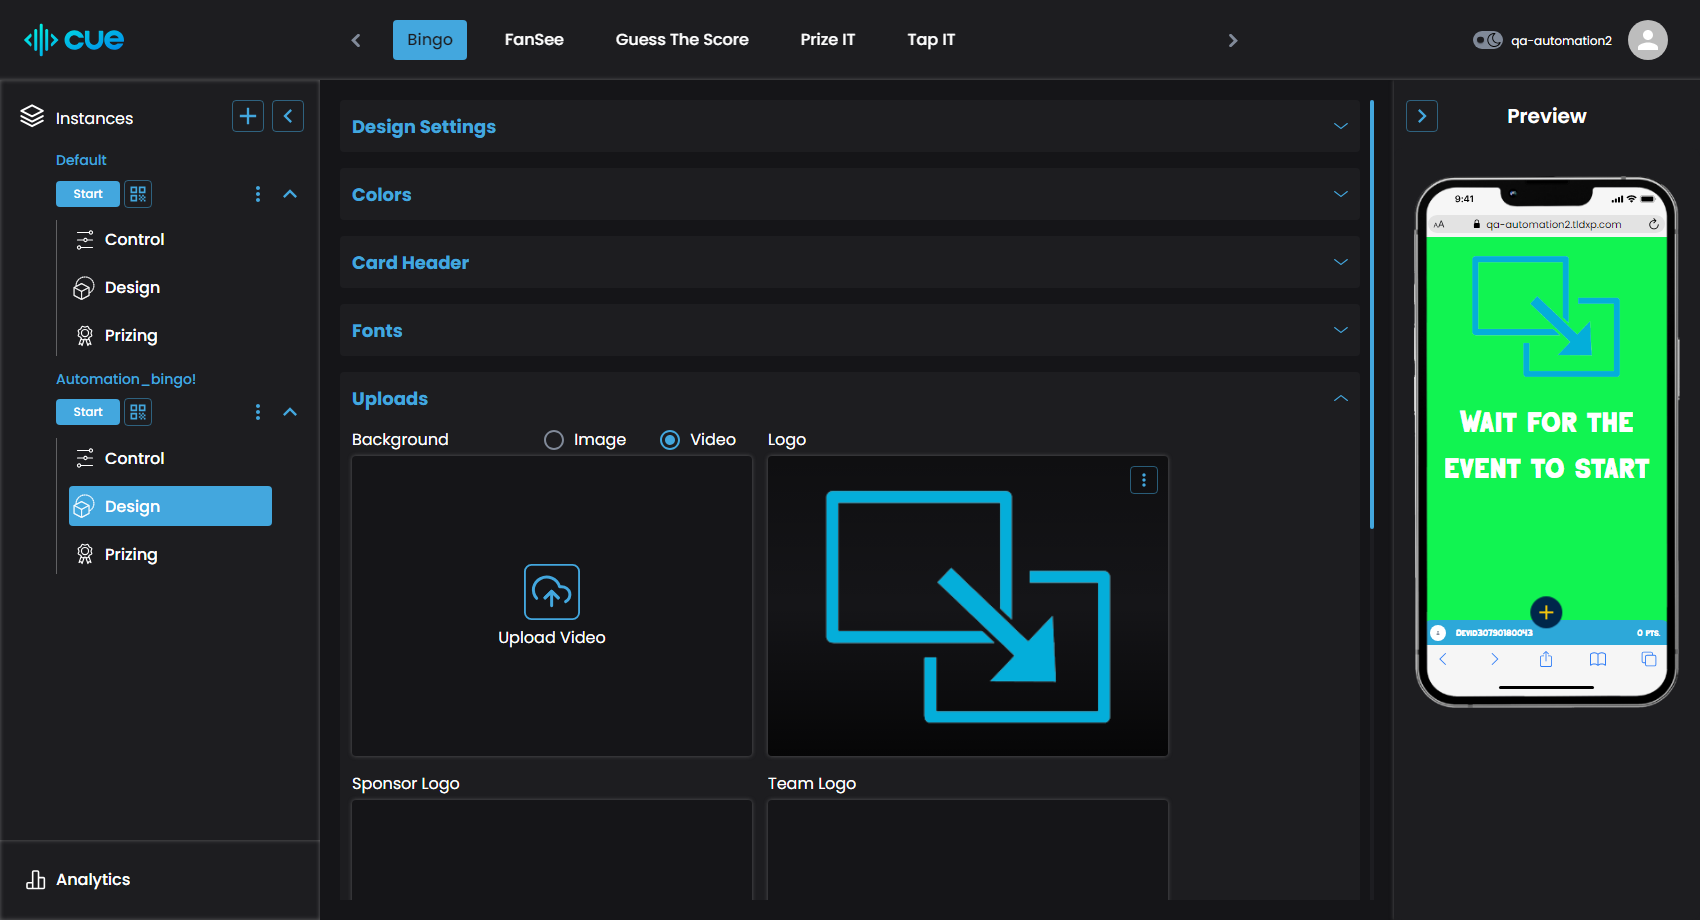 cue
Bingo
FanSee
Guess The Score
Prize IT
Tap IT
qa-automation2
Instances
Default
Start
Control
Design
Prizing
Automation_bingo!
Start
Control
Design
Prizing
Analytics
Design Settings
Colors
Card Header
Fonts
Uploads
Background
Image
Video
Logo
Upload Video
Sponsor Logo
Team Logo
Preview
9:41
AA
qa-automation2.tldxp.com
WAIT FOR THE
EVENT TO START
DEVID30790180043
0 PTS.